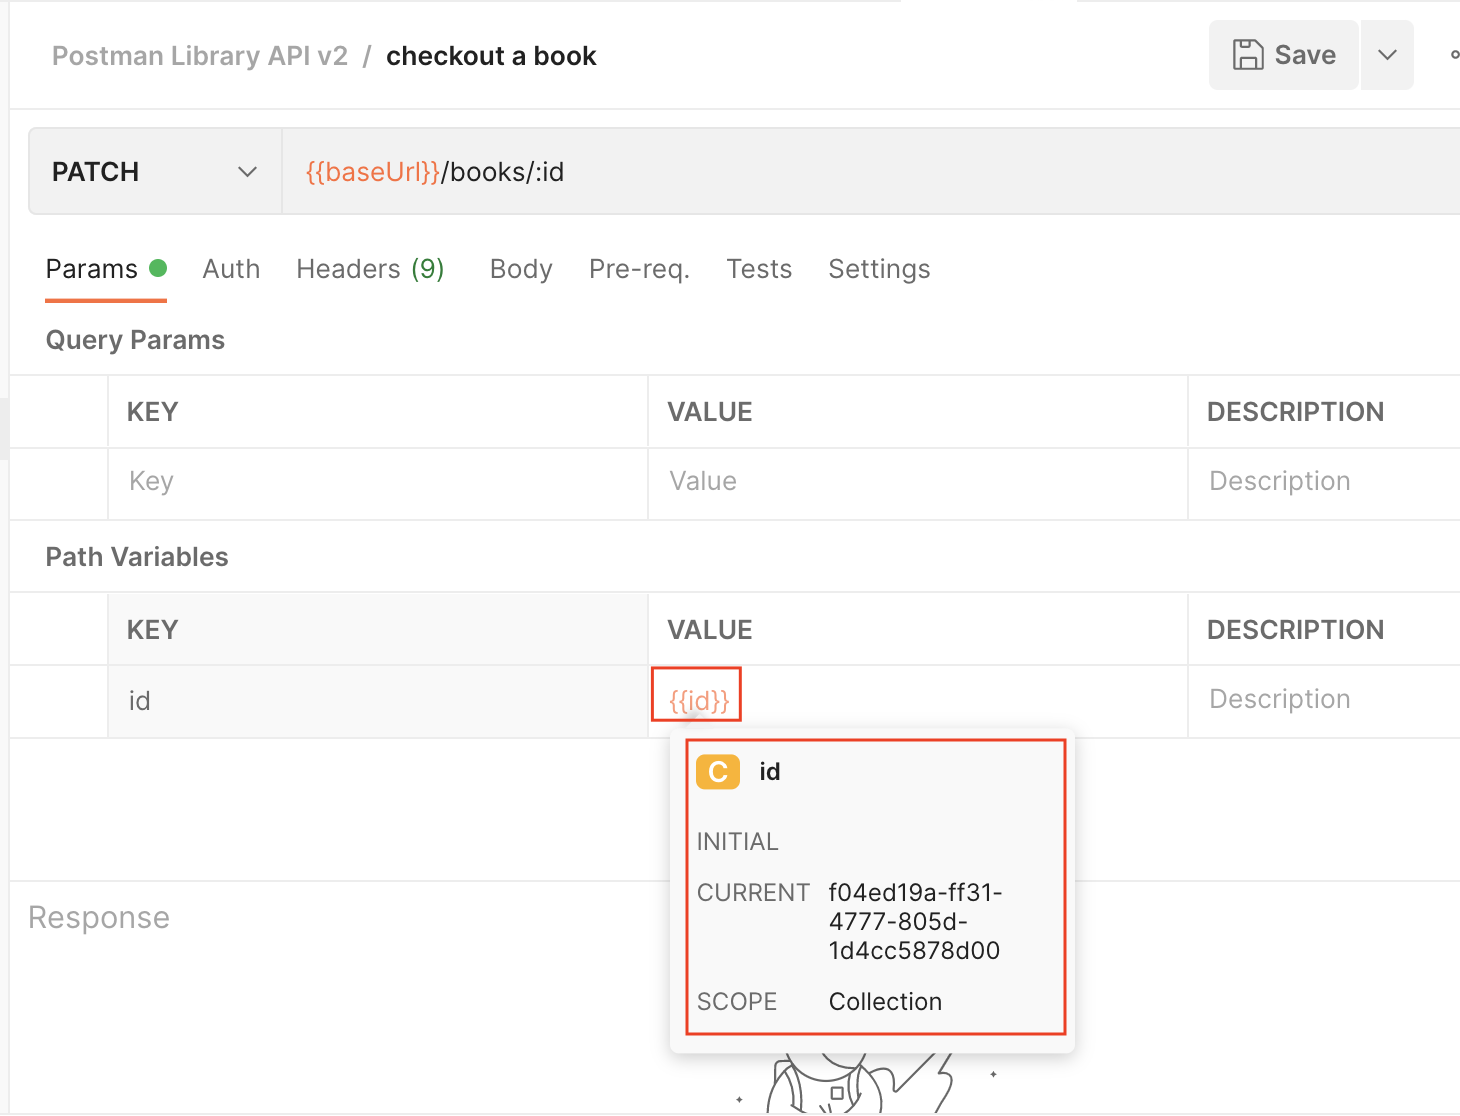 Postman Library API v2 / checkout a book
Save
PATCH
{{baseUrl}}/books/:id
Params Auth Headers (9) Body Pre-req. Tests Settings
Query Params
KEY VALUE DESCRIPTION
Key Value Description
Path Variables
KEY VALUE DESCRIPTION
id {{id}} Description
C id
INITIAL
CURRENT f04ed19a-ff31-
4777-805d-
1d4cc5878d00
SCOPE Collection
Response